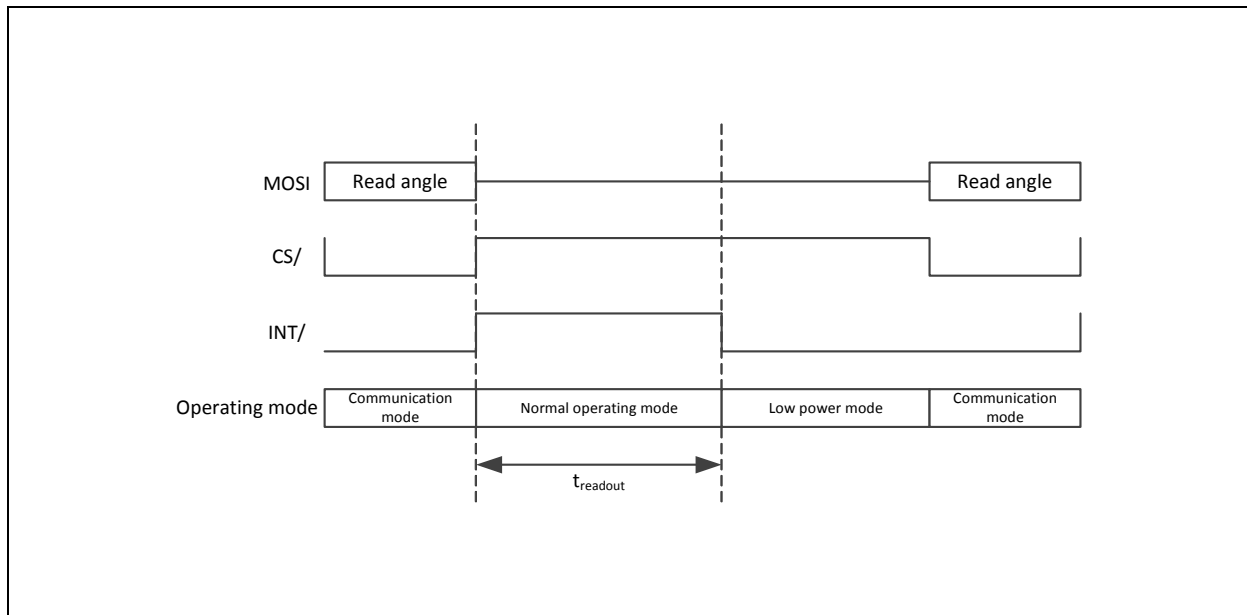 MOSI
Read angle
Read angle
CS/
INT/
Operating mode
Communication
mode
Normal operating mode
Low power mode
Communication
mode
treadout